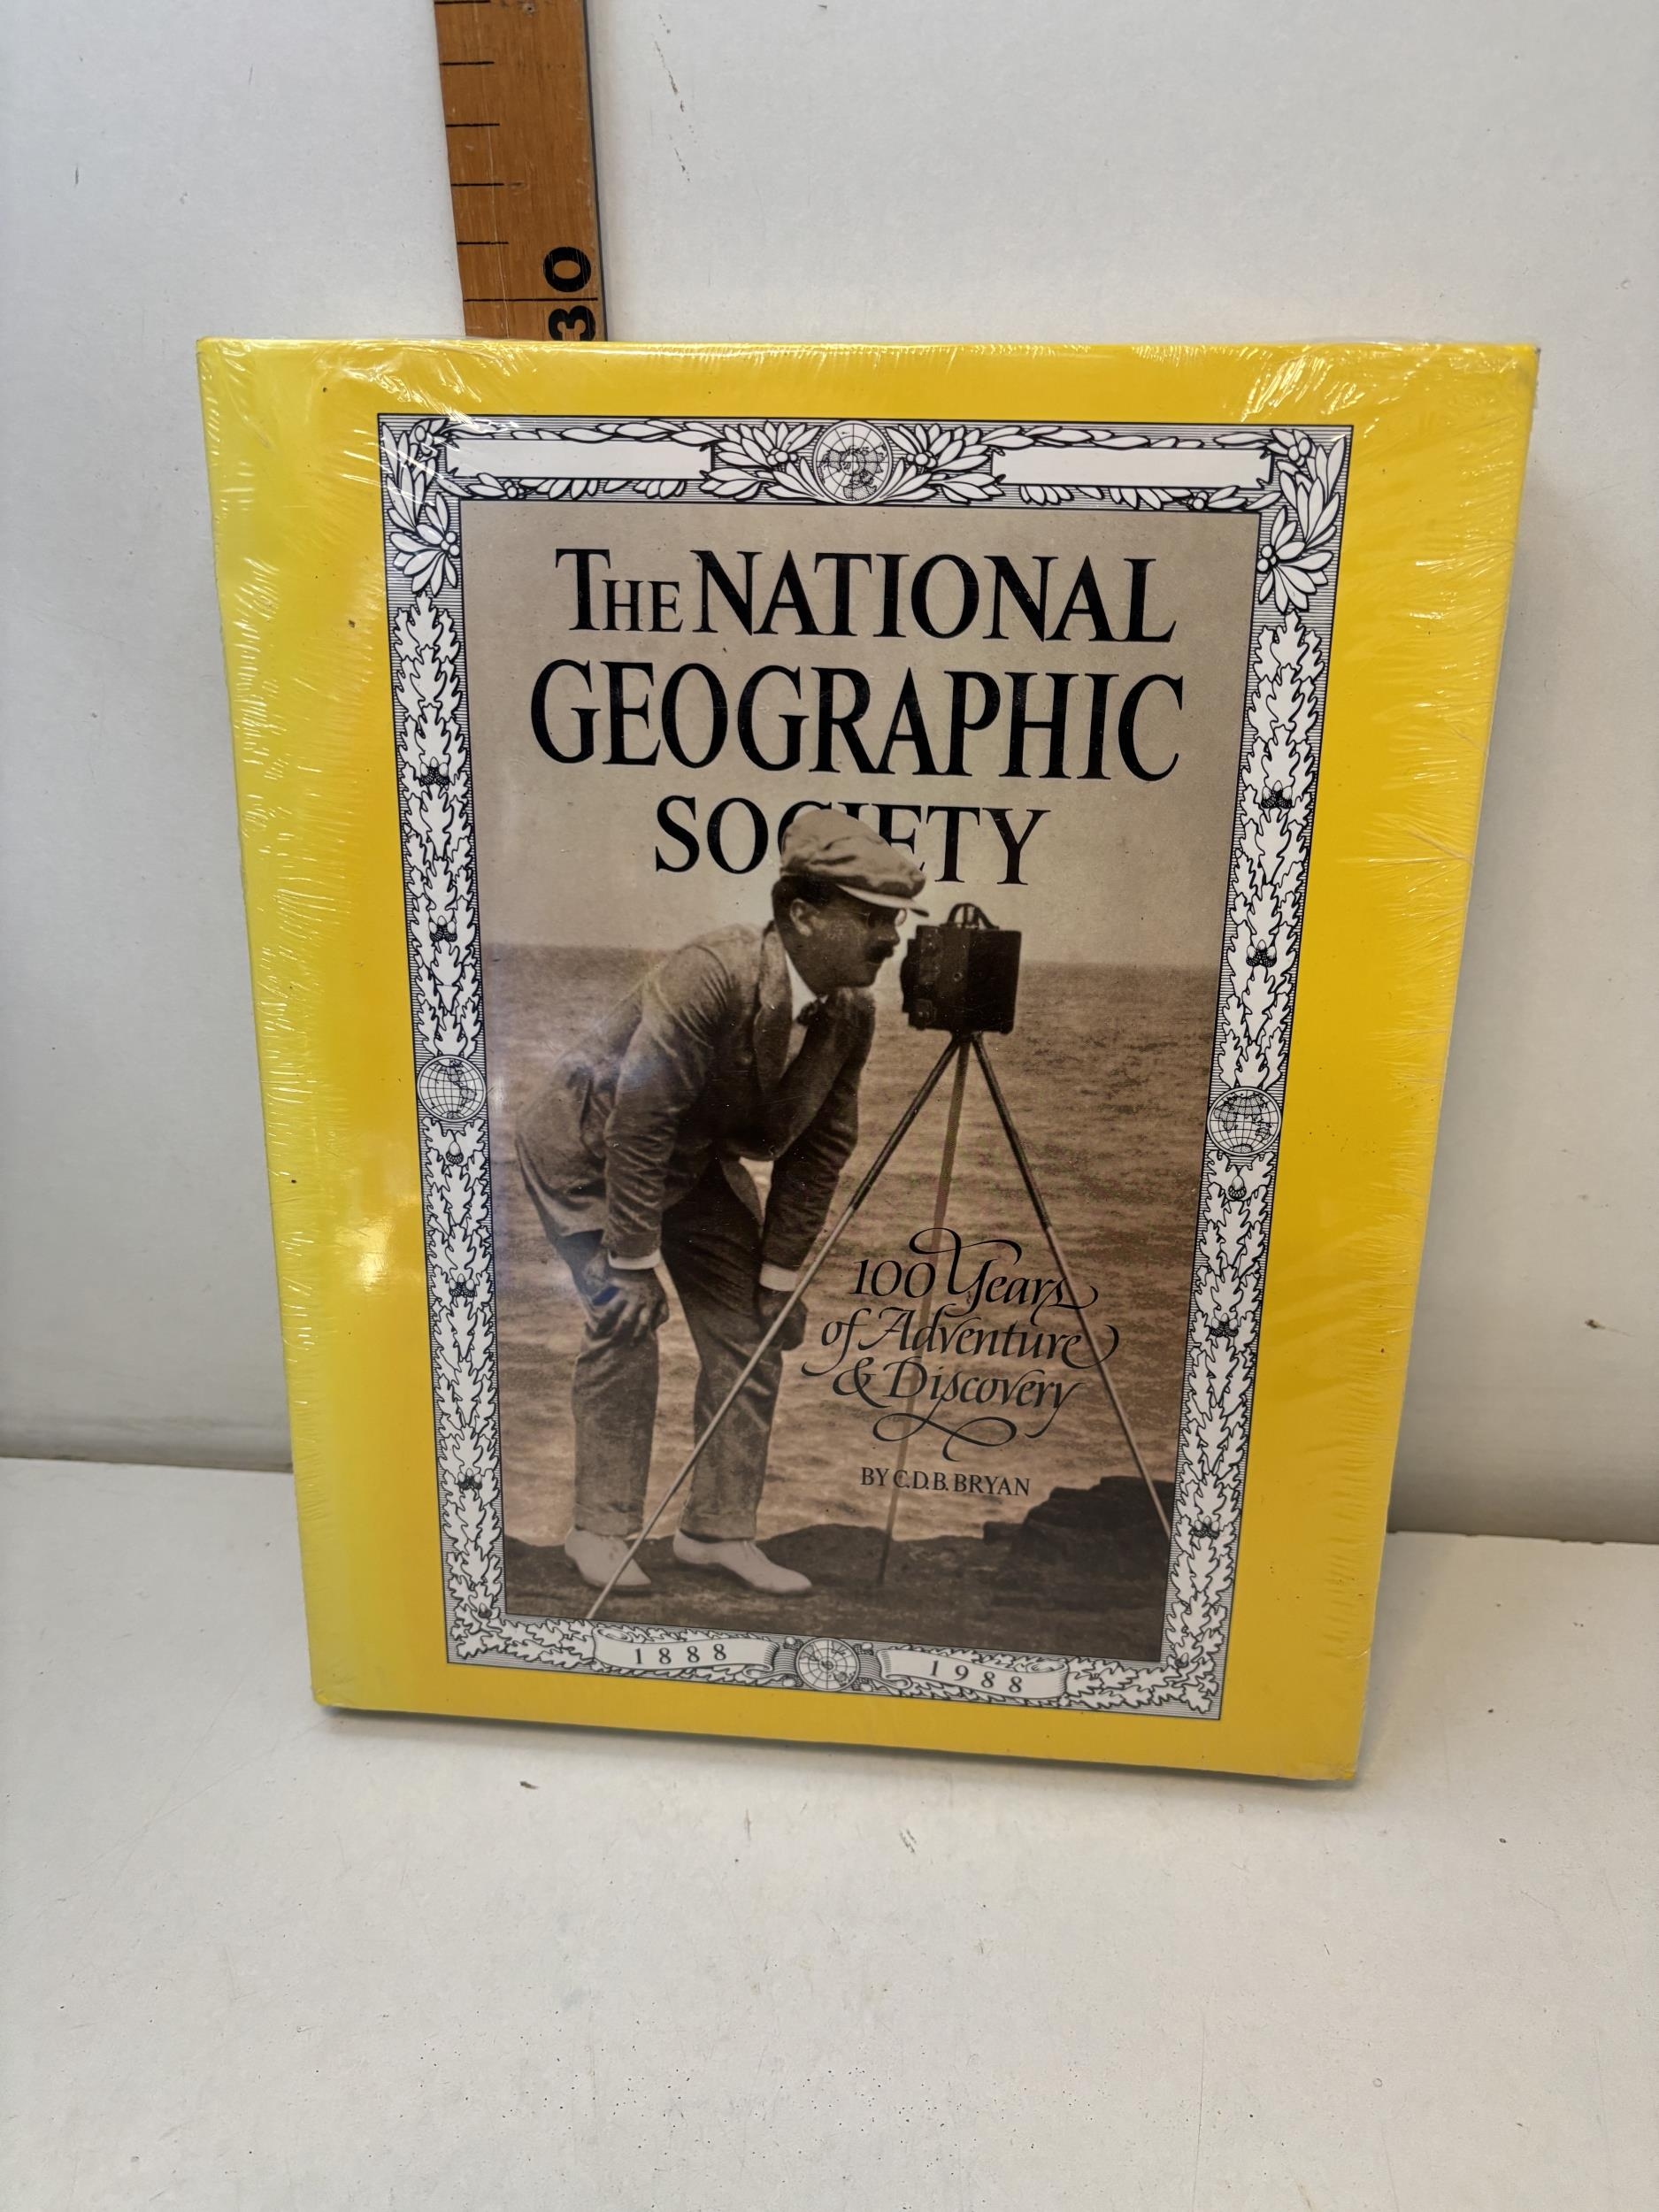 30
THE NATIONAL
GEOGRAPHIC
SOCIETY
100 Years
of Adventure
& Discovery
BY C.D.B. BRYAN
1888
1988